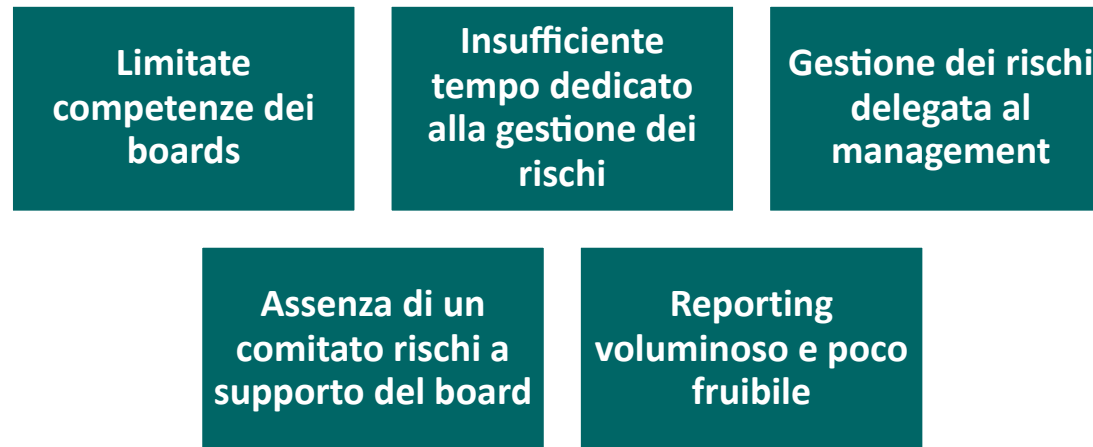 Limitate
competenze dei
boards
Insufficiente
tempo dedicato
alla gestione dei
rischi
Gestione dei rischi
delegata al
management
Assenza di un
comitato rischi a
supporto del board
Reporting
voluminoso e poco
fruibile